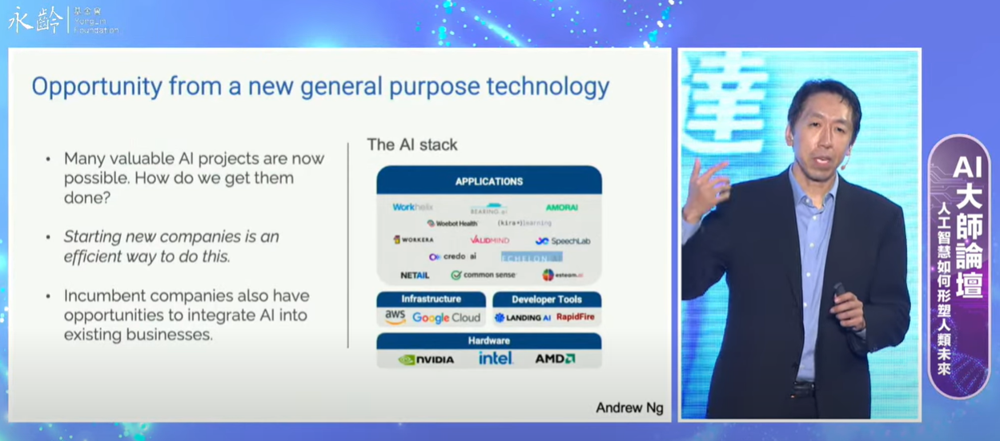 永齡
基金會
YongLin
Foundation
Opportunity from a new general purpose technology
• Many valuable AI projects are now
possible. How do we get them
done?
• Starting new companies is an
efficient way to do this.
• Incumbent companies also have
opportunities to integrate AI into
existing businesses.
The AI stack
APPLICATIONS
Workhelix
BEARING.ai
AMORAI
Woebot Health
(kira•)learning
WORKERA
VALIDMIND
SpeechLab
credo ai
ECHELON.AI
NETAIL
common sense
esteam.ai
Infrastructure
aws
Google Cloud
Developer Tools
LANDING AI
RapidFire
Hardware
NVIDIA
intel
AMD
Andrew Ng
達
AI大師論壇
人工智慧如何形塑人類未來